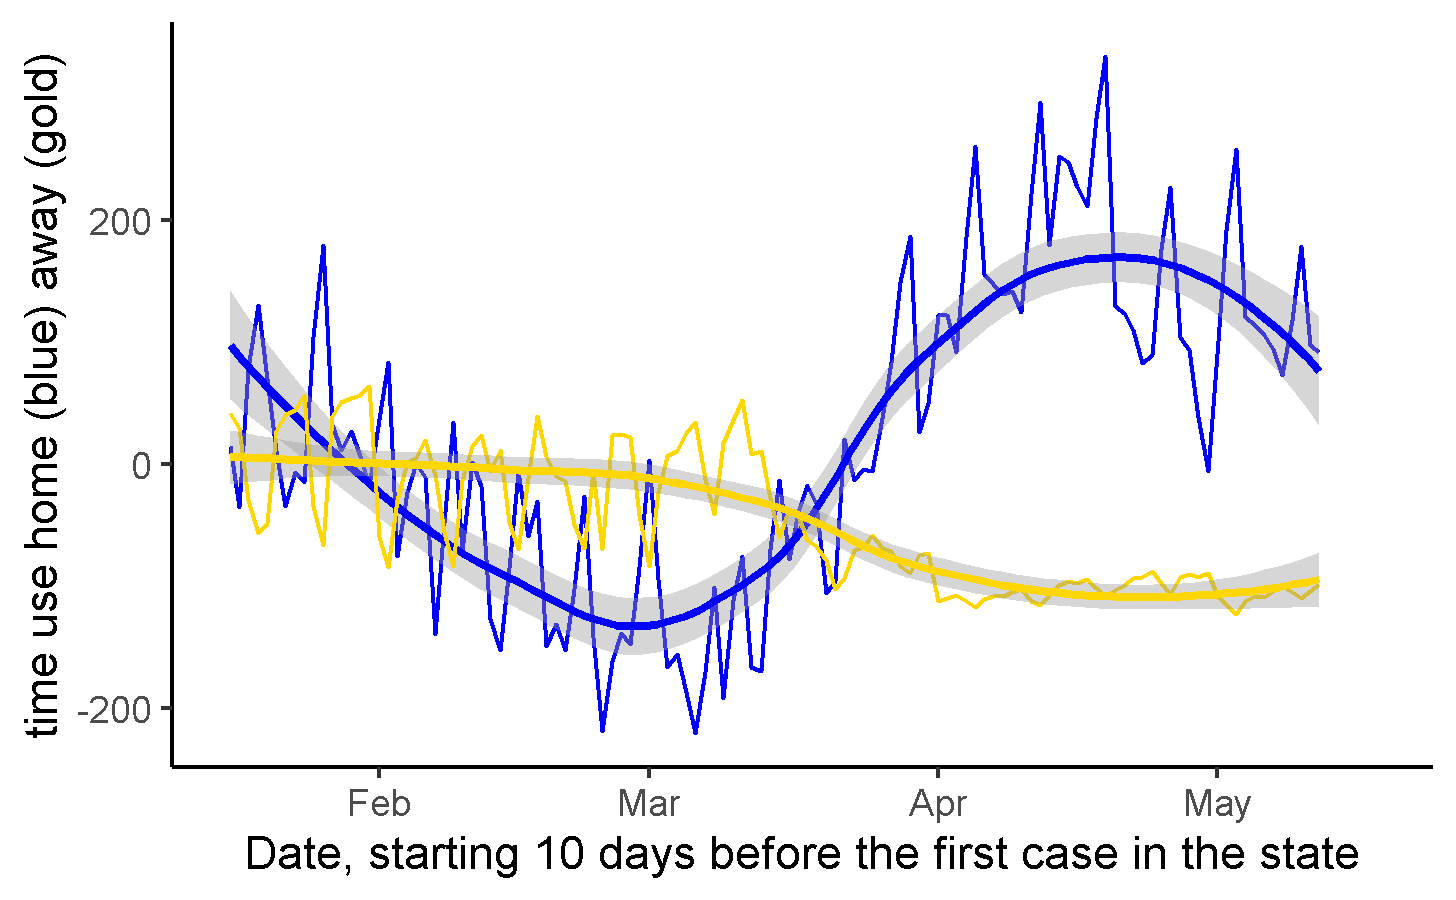 time use home (blue) away (gold)
200
0
-200
Feb
Mar
Apr
May
Date, starting 10 days before the first case in the state